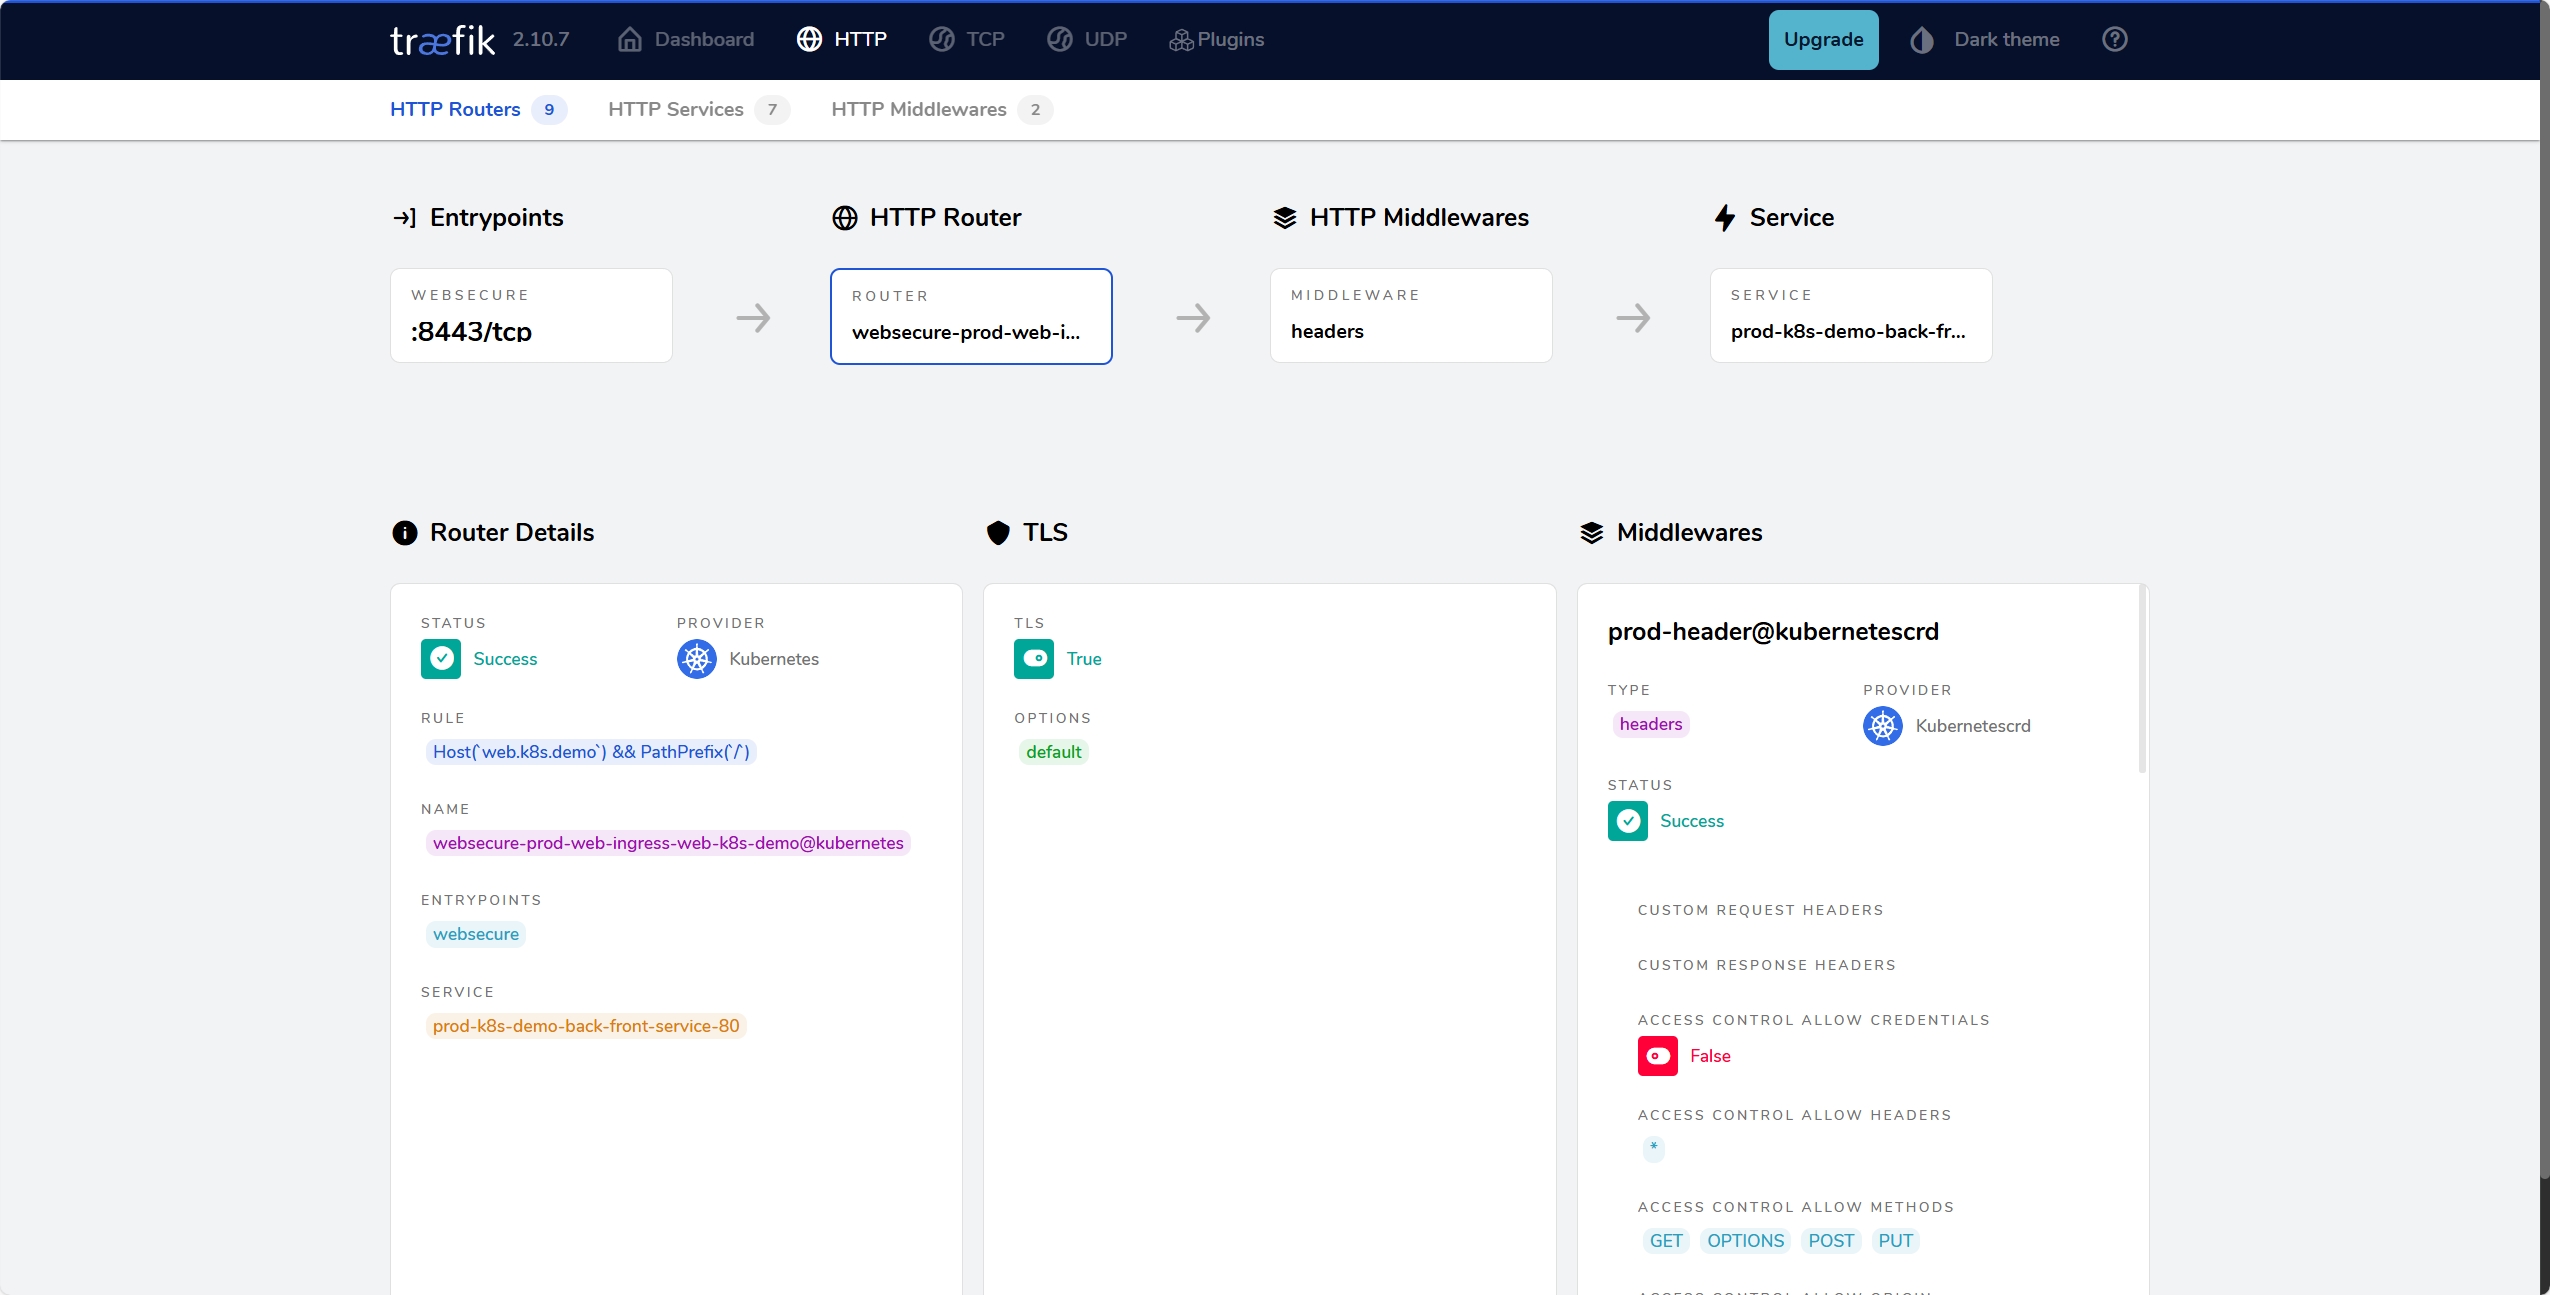 træfik 2.10.7 Dashboard HTTP TCP UDP Plugins Upgrade Dark theme
HTTP Routers 9 HTTP Services 7 HTTP Middlewares 2
Entrypoints HTTP Router HTTP Middlewares Service
WEBSECURE ROUTER MIDDLEWARE SERVICE
:8443/tcp websecure-prod-web-i... headers prod-k8s-demo-back-fr...
Router Details
STATUS PROVIDER
Success Kubernetes
RULE
Host(`web.k8s.demo`) && PathPrefix(`/`)
NAME
websecure-prod-web-ingress-web-k8s-demo@kubernetes
ENTRYPOINTS
websecure
SERVICE
prod-k8s-demo-back-front-service-80
TLS
TLS
True
OPTIONS
default
Middlewares
prod-header@kubernetescrd
TYPE PROVIDER
headers Kubernetescrd
STATUS
Success
CUSTOM REQUEST HEADERS
CUSTOM RESPONSE HEADERS
ACCESS CONTROL ALLOW CREDENTIALS
False
ACCESS CONTROL ALLOW HEADERS
*
ACCESS CONTROL ALLOW METHODS
GET OPTIONS POST PUT